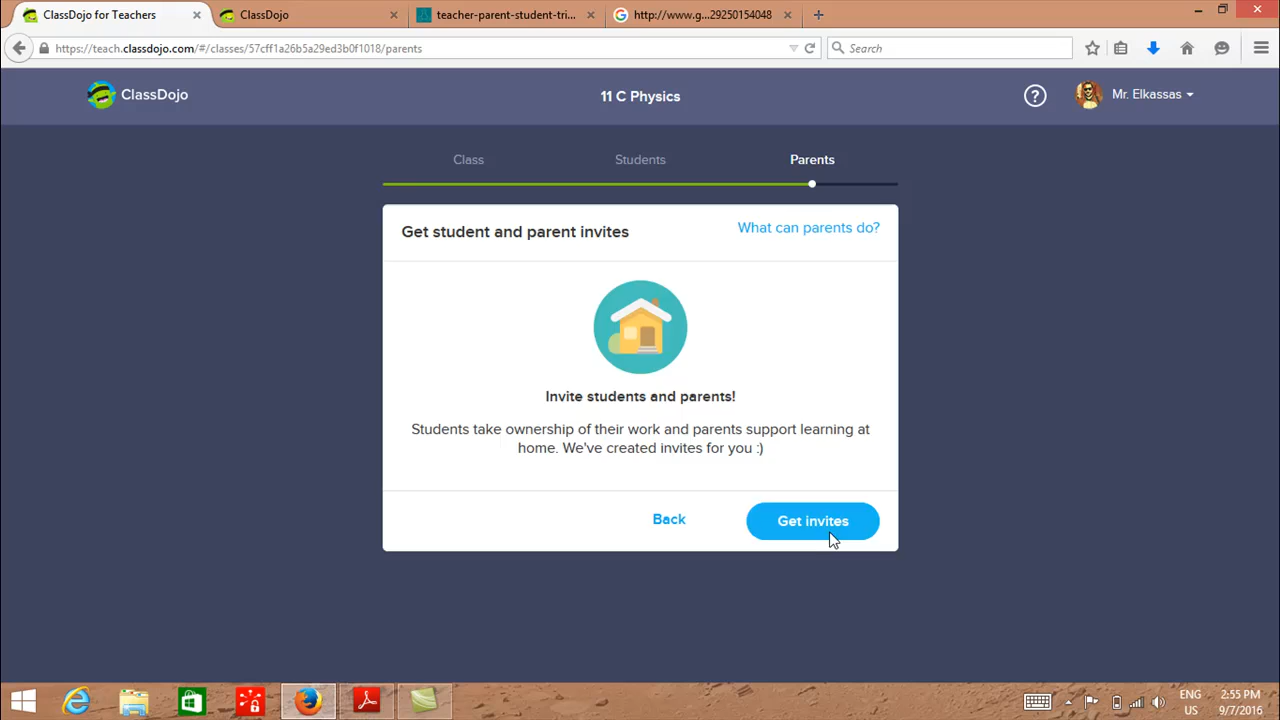 ClassDojo for Teachers
ClassDojo
teacher-parent-student-tri...
http://www.g...29250154048
https://teach.classdojo.com/#/classes/57cff1a26b5a29ed3b0f1018/parents
Search
ClassDojo
11 C Physics
?
Mr. Elkassas
Class
Students
Parents
Get student and parent invites
What can parents do?
Invite students and parents!
Students take ownership of their work and parents support learning at
home. We've created invites for you :)
Back
Get invites
ENG
US
2:55 PM
9/7/2016